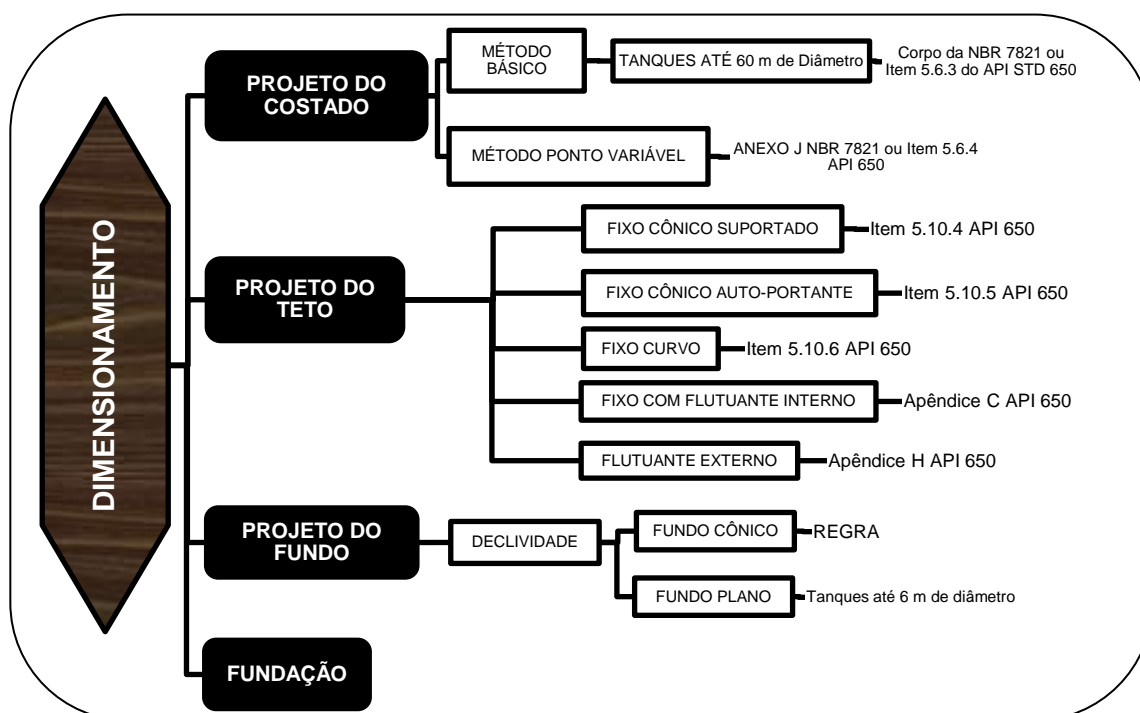 DIMENSIONAMENTO
PROJETO DO
COSTADO
MÉTODO
BÁSICO
TANQUES ATÉ 60 m de Diâmetro
Corpo da NBR 7821 ou
Item 5.6.3 do API STD 650
MÉTODO PONTO VARIÁVEL
ANEXO J NBR 7821 ou Item 5.6.4
API 650
PROJETO DO
TETO
FIXO CÔNICO SUPORTADO
Item 5.10.4 API 650
FIXO CÔNICO AUTO-PORTANTE
Item 5.10.5 API 650
FIXO CURVO
Item 5.10.6 API 650
FIXO COM FLUTUANTE INTERNO
Apêndice C API 650
FLUTUANTE EXTERNO
Apêndice H API 650
PROJETO DO
FUNDO
DECLIVIDADE
FUNDO CÔNICO
REGRA
FUNDO PLANO
Tanques até 6 m de diâmetro
FUNDAÇÃO